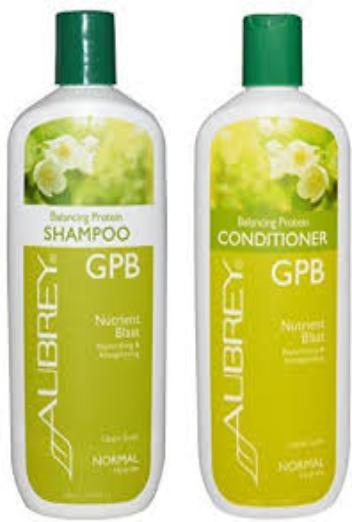 Balancing Protein
SHAMPOO
GPB
AUBREY®
Nutrient
Blast
NORMAL
Balancing Protein
CONDITIONER
GPB
AUBREY®
Nutrient
Blast
NORMAL